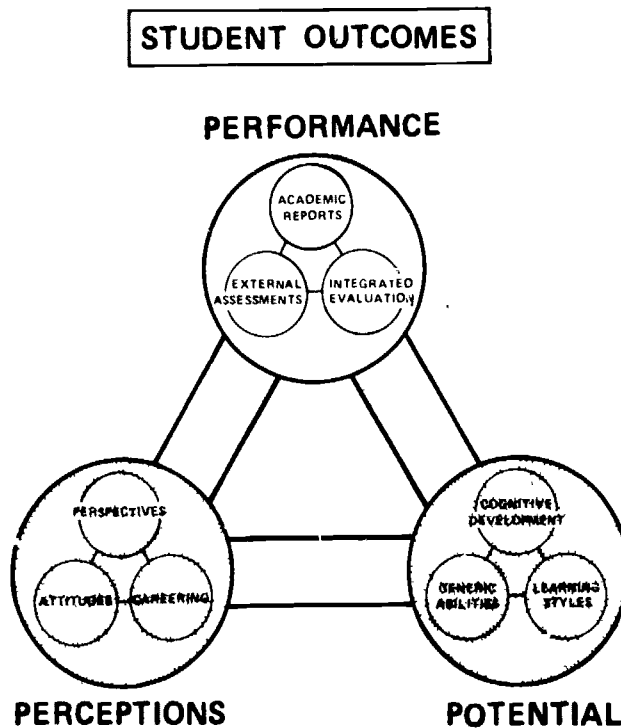 STUDENT OUTCOMES
PERFORMANCE
ACADEMIC
REPORTS
EXTERNAL
ASSESSMENTS
INTEGRATED
EVALUATION
PERSPECTIVES
ATTITUDES
CAREERING
COGNITIVE
DEVELOPMENT
GENERIC
ABILITIES
LEARNING
STYLES
PERCEPTIONS
POTENTIAL